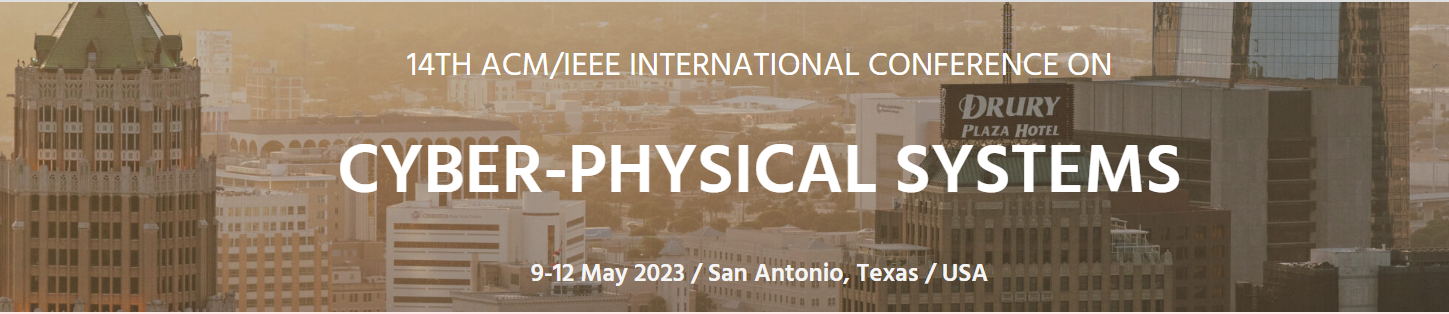 14TH ACM/IEEE INTERNATIONAL CONFERENCE ON
DRURY
PLAZA HOTEL
CYBER-PHYSICAL SYSTEMS
9-12 May 2023 / San Antonio, Texas / USA